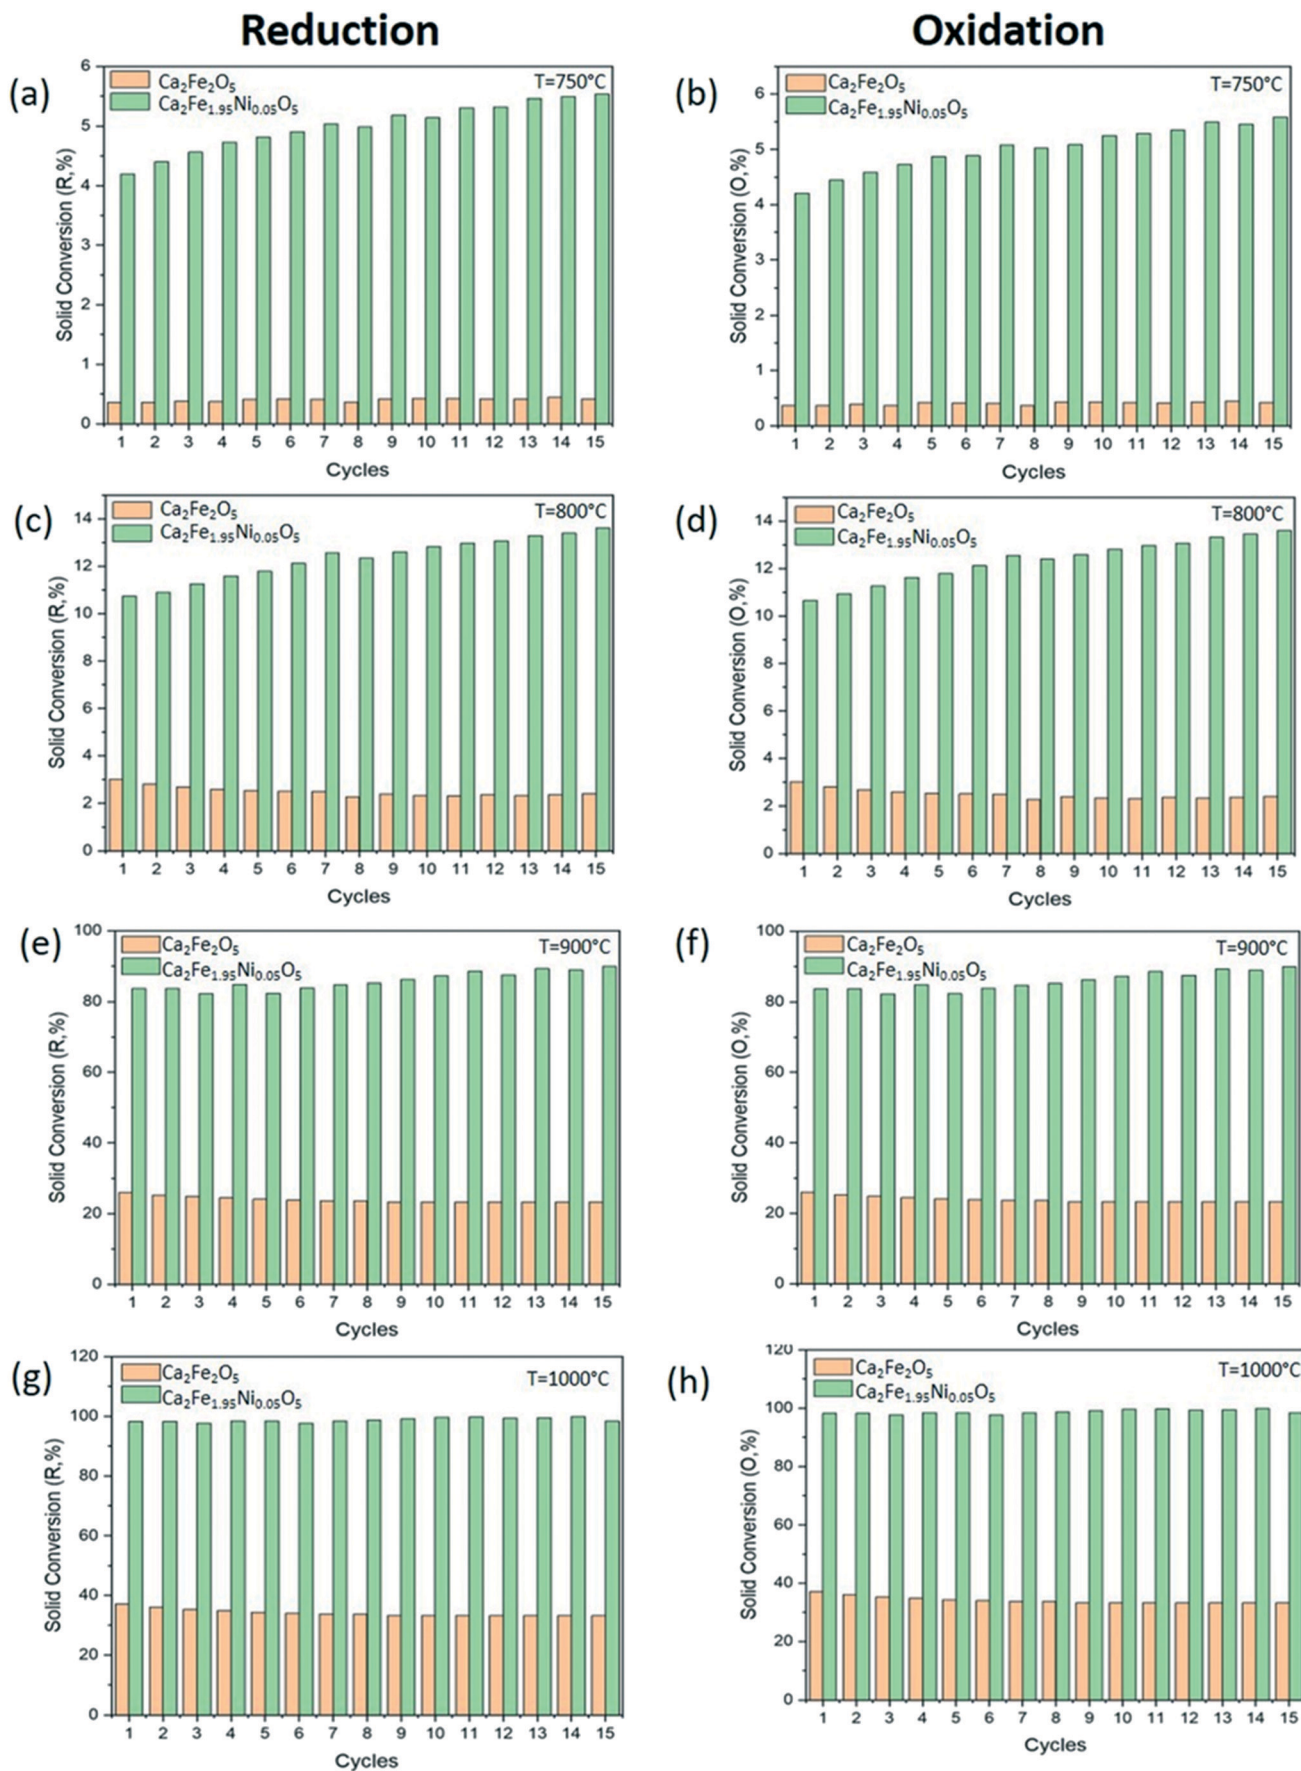 Reduction
Oxidation
(a)
Ca₂Fe₂O₅
Ca₂Fe₁.₉₅Ni₀.₀₅O₅
T=750°C
Solid Conversion (R,%)
6
5
4
3
2
1
0
1 2 3 4 5 6 7 8 9 10 11 12 13 14 15
Cycles
(b)
Ca₂Fe₂O₅
Ca₂Fe₁.₉₅Ni₀.₀₅O₅
T=750°C
Solid Conversion (O,%)
6
5
4
3
2
1
0
1 2 3 4 5 6 7 8 9 10 11 12 13 14 15
Cycles
(c)
Ca₂Fe₂O₅
Ca₂Fe₁.₉₅Ni₀.₀₅O₅
T=800°C
Solid Conversion (R,%)
14
12
10
8
6
4
2
0
1 2 3 4 5 6 7 8 9 10 11 12 13 14 15
Cycles
(d)
Ca₂Fe₂O₅
Ca₂Fe₁.₉₅Ni₀.₀₅O₅
T=800°C
Solid Conversion (O,%)
14
12
10
8
6
4
2
0
1 2 3 4 5 6 7 8 9 10 11 12 13 14 15
Cycles
(e)
Ca₂Fe₂O₅
Ca₂Fe₁.₉₅Ni₀.₀₅O₅
T=900°C
Solid Conversion (R,%)
100
80
60
40
20
0
1 2 3 4 5 6 7 8 9 10 11 12 13 14 15
Cycles
(f)
Ca₂Fe₂O₅
Ca₂Fe₁.₉₅Ni₀.₀₅O₅
T=900°C
Solid Conversion (O,%)
100
80
60
40
20
0
1 2 3 4 5 6 7 8 9 10 11 12 13 14 15
Cycles
(g)
Ca₂Fe₂O₅
Ca₂Fe₁.₉₅Ni₀.₀₅O₅
T=1000°C
Solid Conversion (R,%)
120
100
80
60
40
20
0
1 2 3 4 5 6 7 8 9 10 11 12 13 14 15
Cycles
(h)
Ca₂Fe₂O₅
Ca₂Fe₁.₉₅Ni₀.₀₅O₅
T=1000°C
Solid Conversion (O,%)
120
100
80
60
40
20
0
1 2 3 4 5 6 7 8 9 10 11 12 13 14 15
Cycles